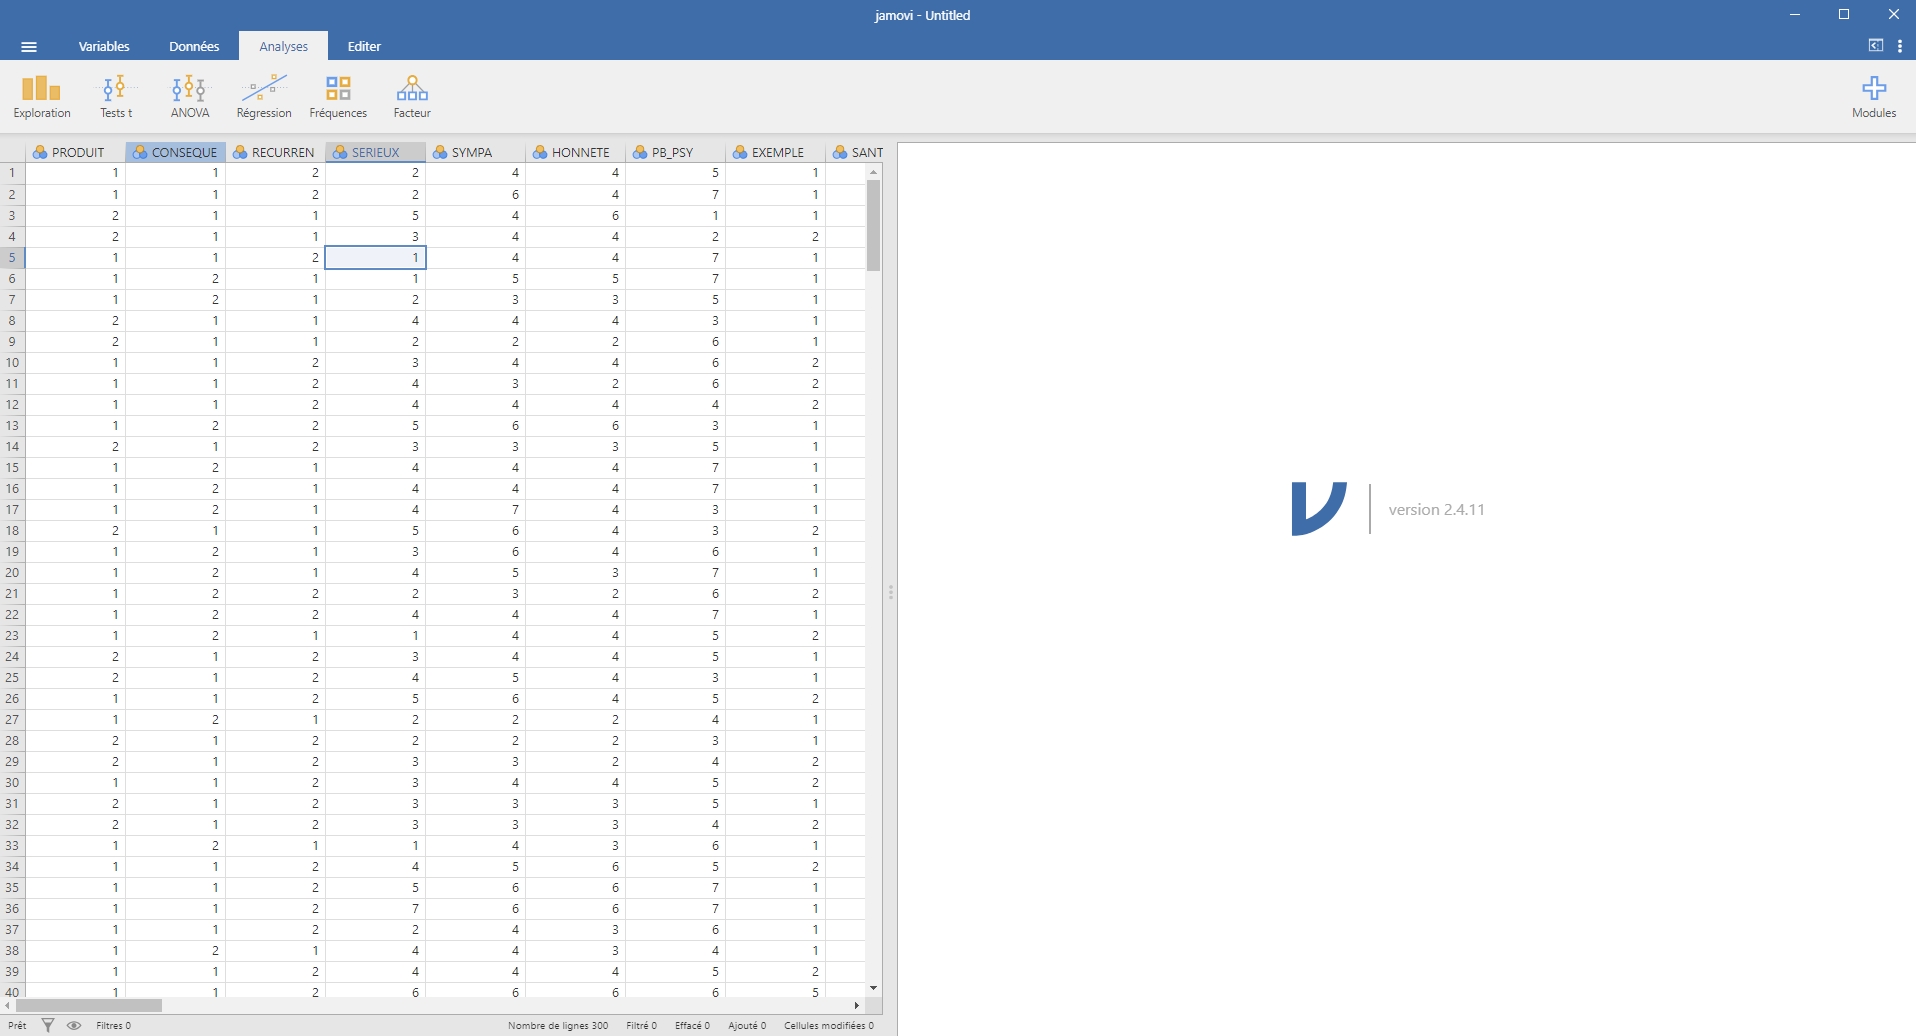 jamovi - Untitled
Variables Données Analyses Editer
Exploration Tests t ANOVA Régression Fréquences Facteur Modules
PRODUIT CONSEQUE RECURREN SERIEUX SYMPA HONNETE PB_PSY EXEMPLE SANT
1 1 1 2 2 4 4 5 1
2 1 1 2 2 6 4 7 1
3 2 1 1 5 4 6 1 1
4 2 1 1 3 4 4 2 2
5 1 1 2 1 4 4 7 1
6 1 2 1 1 5 5 7 1
7 1 2 1 2 3 3 5 1
8 2 1 1 4 4 4 3 1
9 2 1 1 2 2 2 6 1
10 1 1 2 3 4 4 6 2
11 1 1 2 4 3 2 6 2
12 1 1 2 4 4 4 4 2
13 1 2 2 5 6 6 3 1
14 2 1 2 3 3 3 5 1
15 1 2 1 4 4 4 7 1
16 1 2 1 4 4 4 7 1
17 1 2 1 4 7 4 3 1
18 2 1 1 5 6 4 3 2
19 1 2 1 3 6 4 6 1
20 1 2 1 4 5 3 7 1
21 1 2 2 2 3 2 6 2
22 1 2 2 4 4 4 7 1
23 1 2 1 1 4 4 5 2
24 2 1 2 3 4 4 5 1
25 2 1 2 4 5 4 3 1
26 1 1 2 5 6 4 5 2
27 1 2 1 2 2 2 4 1
28 2 1 2 2 2 2 3 1
29 2 1 2 3 3 2 4 2
30 1 1 2 3 4 4 5 2
31 2 1 2 3 3 3 5 1
32 2 1 2 3 3 3 4 2
33 1 2 1 1 4 3 6 1
34 1 1 2 4 5 6 5 2
35 1 1 2 5 6 6 7 1
36 1 1 2 7 6 6 7 1
37 1 1 2 2 4 3 6 1
38 1 2 1 4 4 3 4 1
39 1 1 2 4 4 4 5 2
40 1 1 2 6 6 6 6 5
version 2.4.11
Prêt Filtres 0 Nombre de lignes 300 Filtré 0 Effacé 0 Ajouté 0 Cellules modifiées 0